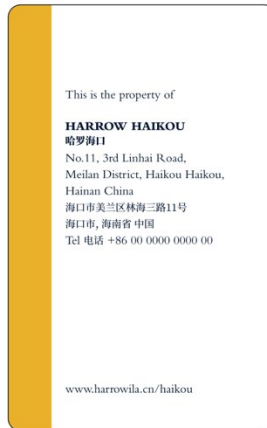 This is the property of
HARROW HAIKOU
哈罗海口
No.11, 3rd Linhai Road,
Meilan District, Haikou Haikou,
Hainan China
海口市美兰区林海三路11号
海口市, 海南省 中国
Tel 电话 +86 00 0000 0000 00
www.harrowila.cn/haikou